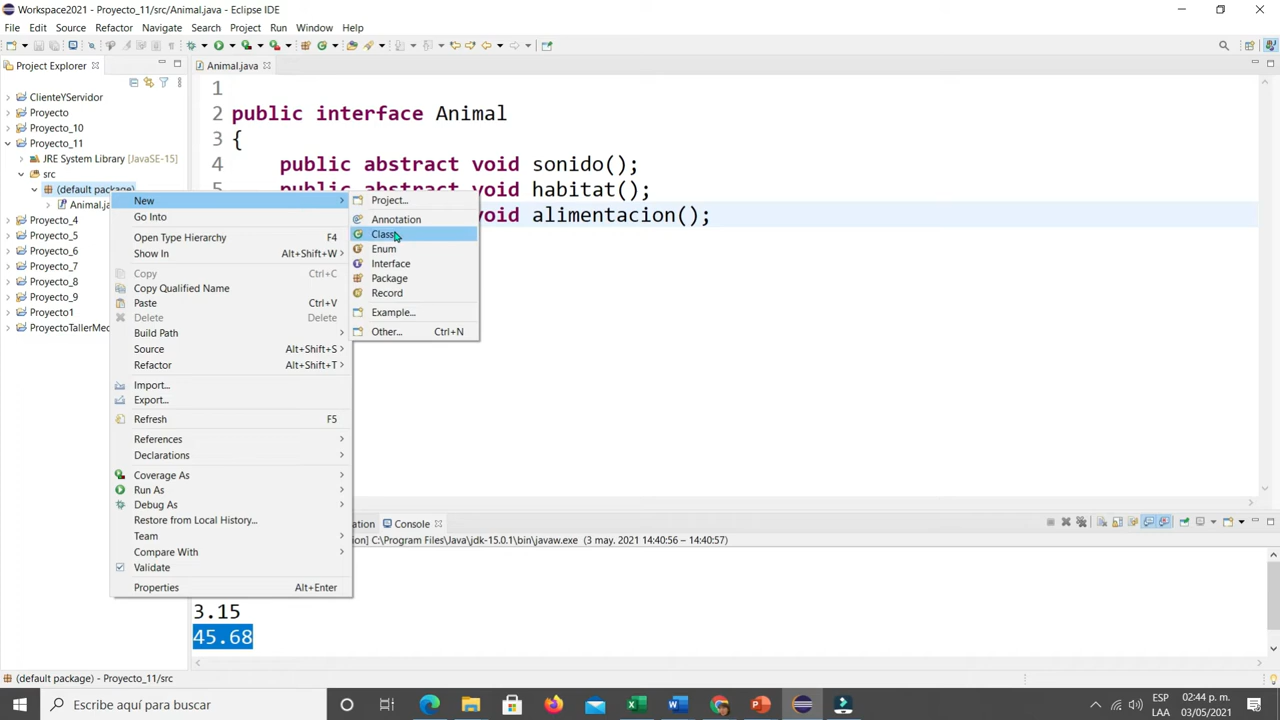 Workspace2021 - Proyecto_11/src/Animal.java - Eclipse IDE
File Edit Source Refactor Navigate Search Project Run Window Help
Project Explorer
Animal.java
ClienteYServidor
Proyecto
Proyecto_10
Proyecto_11
JRE System Library [JavaSE-15]
src
(default package)
Animal.ja
Proyecto_4
Proyecto_5
Proyecto_6
Proyecto_7
Proyecto_8
Proyecto_9
Proyecto1
ProyectoTallerMed
1
2 public interface Animal
3 {
4 public abstract void sonido();
5 public abstract void habitat();
void alimentacion();
New
Go Into
Open Type Hierarchy F4
Show In Alt+Shift+W
Copy Ctrl+C
Copy Qualified Name
Paste Ctrl+V
Delete Delete
Build Path
Source Alt+Shift+S
Refactor Alt+Shift+T
Import...
Export...
Refresh F5
References
Declarations
Coverage As
Run As
Debug As
Restore from Local History...
Team
Compare With
Validate
Properties Alt+Enter
Project...
Annotation
Class
Enum
Interface
Package
Record
Example...
Other... Ctrl+N
ation Console
ion] C:\Program Files\Java\jdk-15.0.1\bin\javaw.exe (3 may. 2021 14:40:56 – 14:40:57)
3.15
45.68
(default package) - Proyecto_11/src
Escribe aquí para buscar
ESP
LAA
02:44 p. m.
03/05/2021